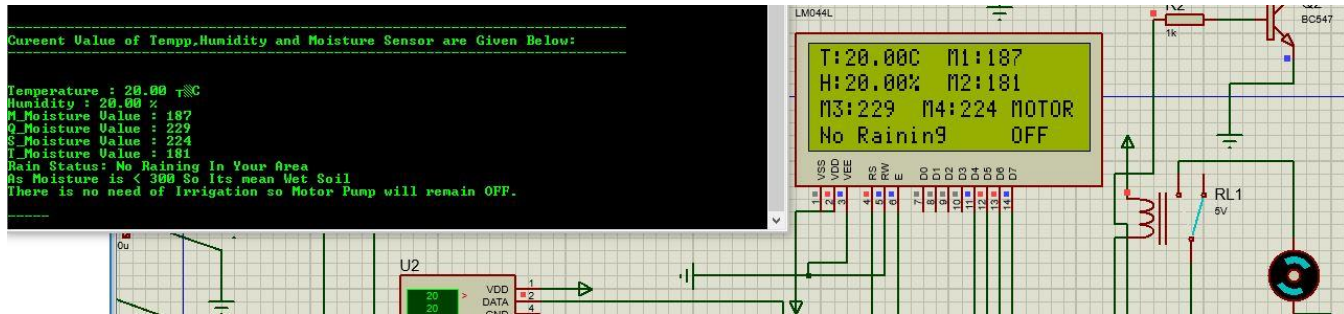 Cureent Value of Tempp,Humidity and Moisture Sensor are Given Below:
Temperature : 20.00 ┬▒C
Humidity : 20.00 %
M_Moisture Value : 187
Q_Moisture Value : 229
S_Moisture Value : 224
T_Moisture Value : 181
Rain Status: No Raining In Your Area
As Moisture is < 300 So Its mean Wet Soil
There is no need of Irrigation so Motor Pump will remain OFF.
-----
LM044L
T:20.00C M1:187
H:20.00% M2:181
M3:229 M4:224 MOTOR
No Raining OFF
VSS VDD VEE RS RW E D0 D1 D2 D3 D4 D5 D6 D7
1 2 3 4 5 6 7 8 9 10 11 12 13 14
R2
1k
Q2
BC547
RL1
5V
0u
U2
20
20
>
VDD 1
DATA 2
GND 4